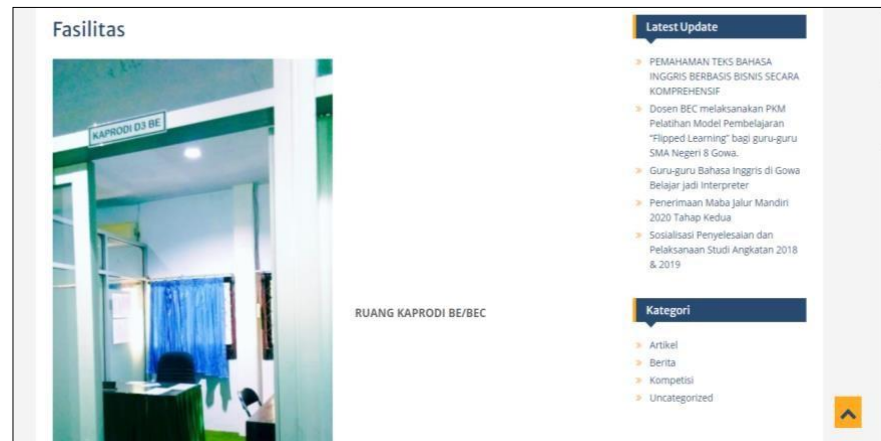 Fasilitas
KAPRODI D3 BE
RUANG KAPRODI BE/BEC
Latest Update
PEMAHAMAN TEKS BAHASA
INGGRIS BERBASIS BISNIS SECARA
KOMPREHENSIF
Dosen BEC melaksanakan PKM
Pelatihan Model Pembelajaran
"Flipped Learning" bagi guru-guru
SMA Negeri 8 Gowa.
Guru-guru Bahasa Inggris di Gowa
Belajar jadi Interpreter
Penerimaan Maba Jalur Mandiri
2020 Tahap Kedua
Sosialisasi Penyelesaian dan
Pelaksanaan Studi Angkatan 2018
& 2019
Kategori
Artikel
Berita
Kompetisi
Uncategorized